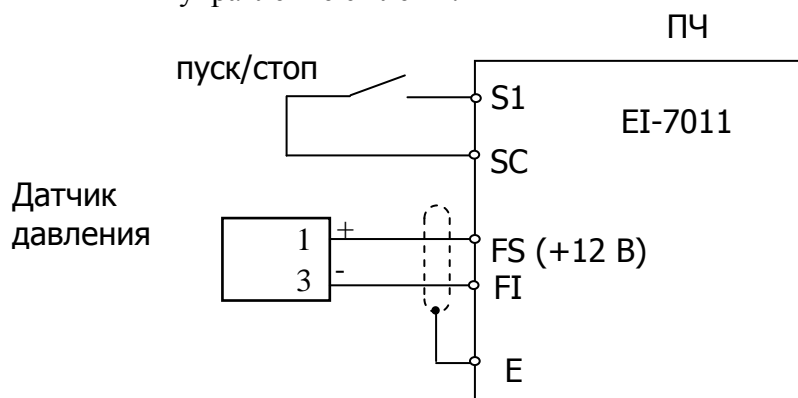 ПЧ
пуск/стоп
S1
EI-7011
SC
Датчик
давления
1
+
FS (+12 В)
3
-
FI
E